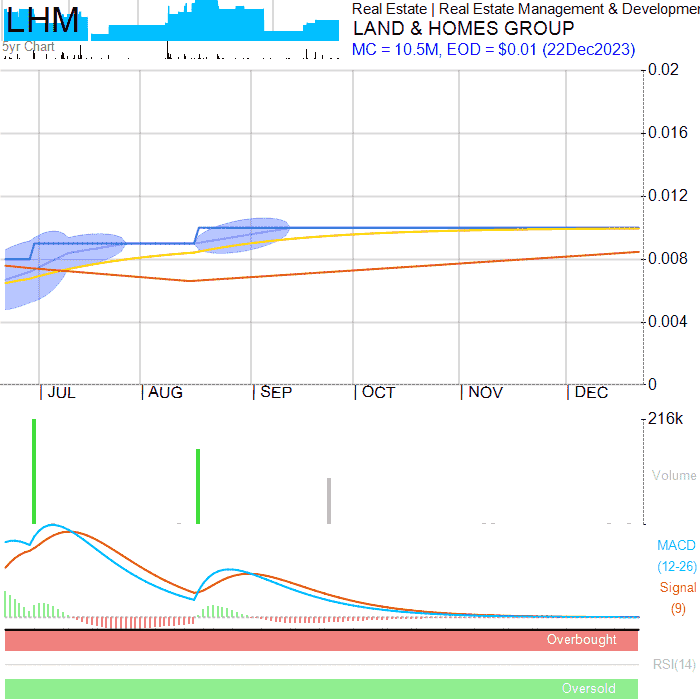 LHM
5yr Chart
Real Estate | Real Estate Management & Developmen
LAND & HOMES GROUP
MC = 10.5M, EOD = $0.01 (22Dec2023)
0.02
0.016
0.012
0.008
0.004
0
JUL AUG SEP OCT NOV DEC
216k
Volume
MACD
(12-26)
Signal
(9)
Overbought
RSI(14)
Oversold